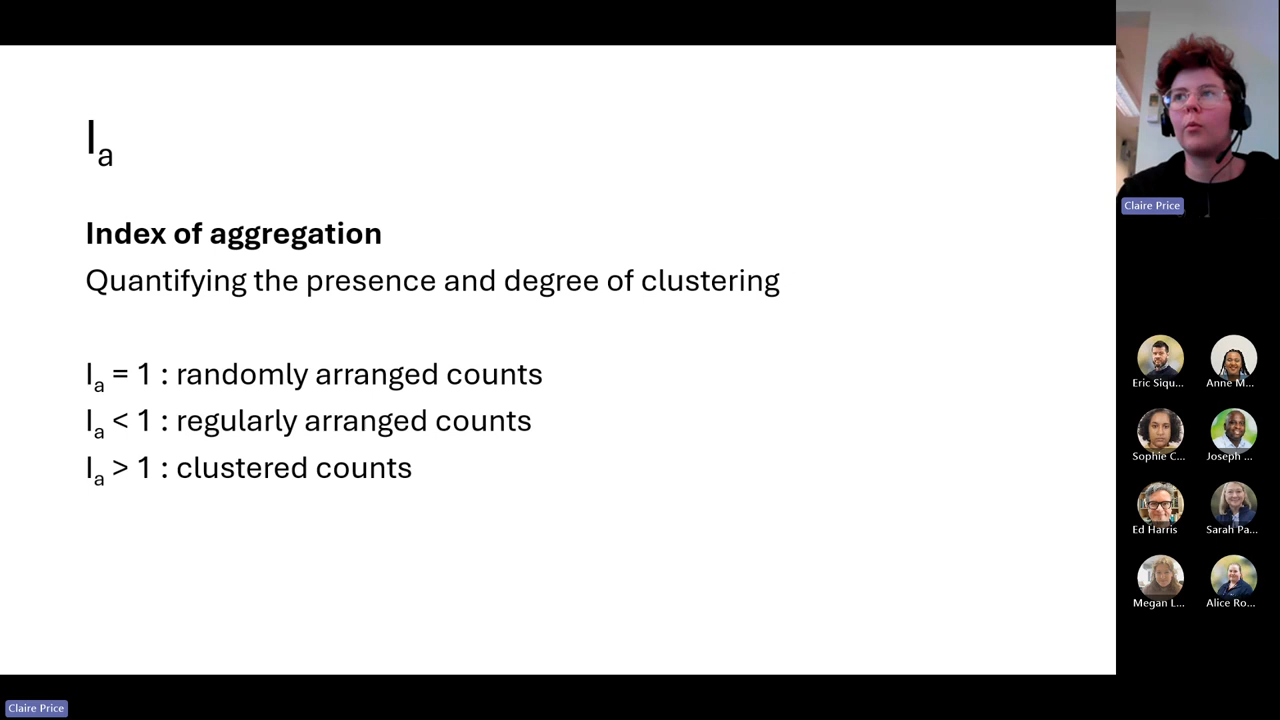 Iₐ
Index of aggregation
Quantifying the presence and degree of clustering
Iₐ = 1 : randomly arranged counts
Iₐ < 1 : regularly arranged counts
Iₐ > 1 : clustered counts
Claire Price
Eric Siqu...
Anne M...
Sophie C...
Joseph ...
Ed Harris
Sarah Pa...
Megan L...
Alice Ro...
Claire Price